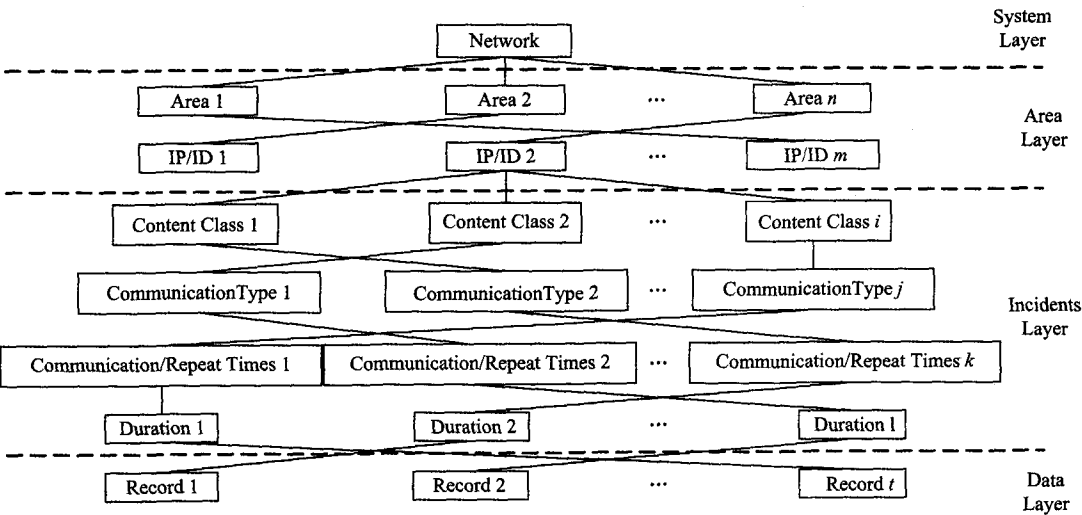 System
Layer
Network
Area 1
Area 2
...
Area n
Area
Layer
IP/ID 1
IP/ID 2
...
IP/ID m
Content Class 1
Content Class 2
...
Content Class i
CommunicationType 1
CommunicationType 2
...
CommunicationType j
Incidents
Layer
Communication/Repeat Times 1
Communication/Repeat Times 2
...
Communication/Repeat Times k
Duration 1
Duration 2
...
Duration l
Record 1
Record 2
...
Record t
Data
Layer